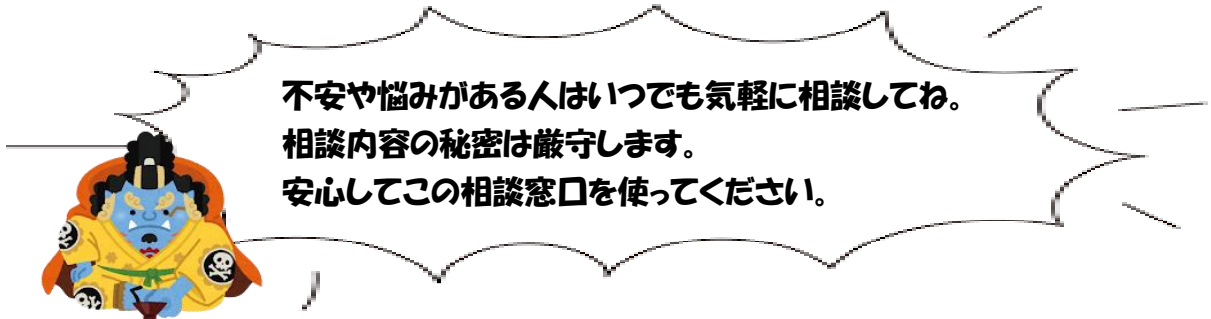 不安や悩みがある人はいつでも気軽に相談してね。
相談内容の秘密は厳守します。
安心してこの相談窓口を使ってください。